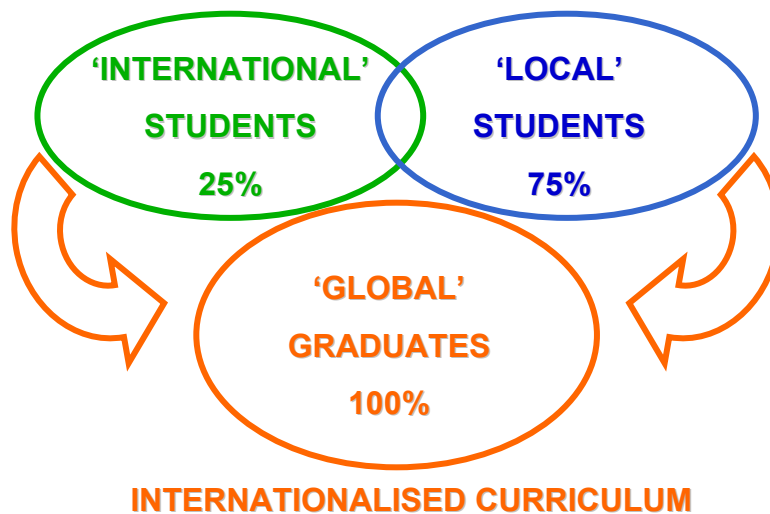 ‘INTERNATIONAL’
STUDENTS
25%
‘LOCAL’
STUDENTS
75%
‘GLOBAL’
GRADUATES
100%
INTERNATIONALISED CURRICULUM